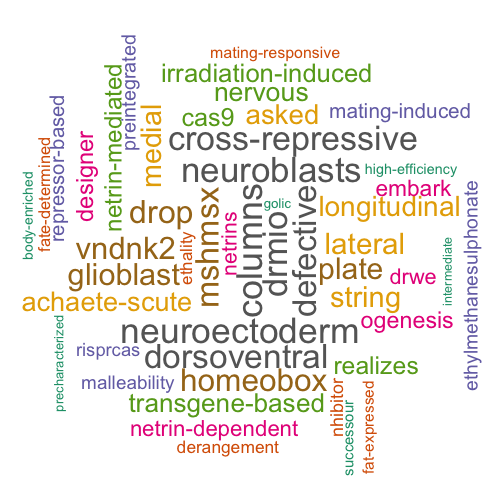 mating-responsive
irradiation-induced
nervous
cas9
asked
mating-induced
cross-repressive
neuroblasts
high-efficiency
embark
longitudinal
golic
preintegrated
netrin-mediated
medial
designer
repressor-based
fate-determined
body-enriched
drop
vndnk2
glioblast
ethality
mshmsx
netrins
columns
drmio
defective
lateral
plate
drwe
string
ogenesis
intermediate
ethylmethanesulphonate
achaete-scute
neuroectoderm
dorsoventral
precharacterized
risprcas
malleability
homeobox
realizes
transgene-based
netrin-dependent
derangement
nhibitor
successour
fat-expressed